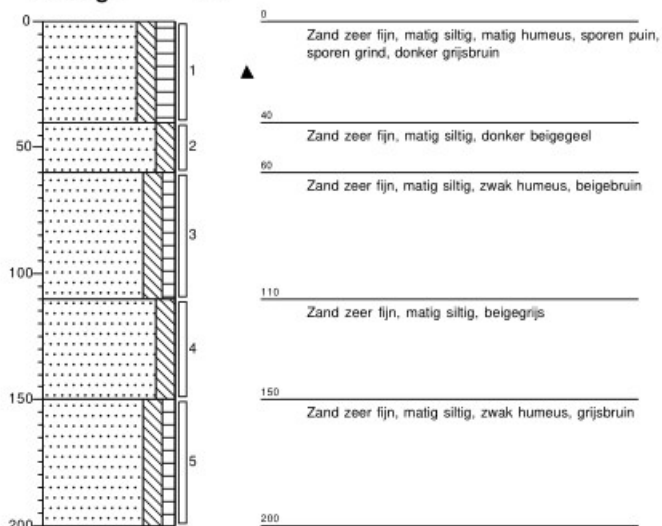 0
0
Zand zeer fijn, matig siltig, matig humeus, sporen puin,
sporen grind, donker grijsbruin
1
40
Zand zeer fijn, matig siltig, donker beigegeel
50
2
60
Zand zeer fijn, matig siltig, zwak humeus, beigebruin
3
100
110
Zand zeer fijn, matig siltig, beigegrijs
4
150
150
Zand zeer fijn, matig siltig, zwak humeus, grijsbruin
5
200
200